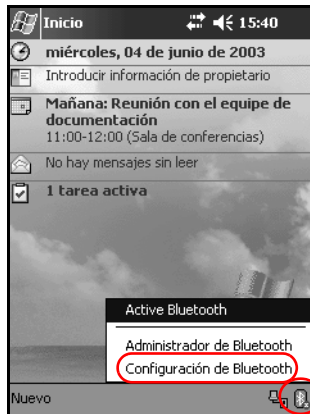 Inicio 15:40
miércoles, 04 de junio de 2003
Introducir información de propietario
Mañana: Reunión con el equipo de
documentación
11:00-12:00 (Sala de conferencias)
No hay mensajes sin leer
1 tarea activa
Active Bluetooth
Administrador de Bluetooth
Configuración de Bluetooth
Nuevo